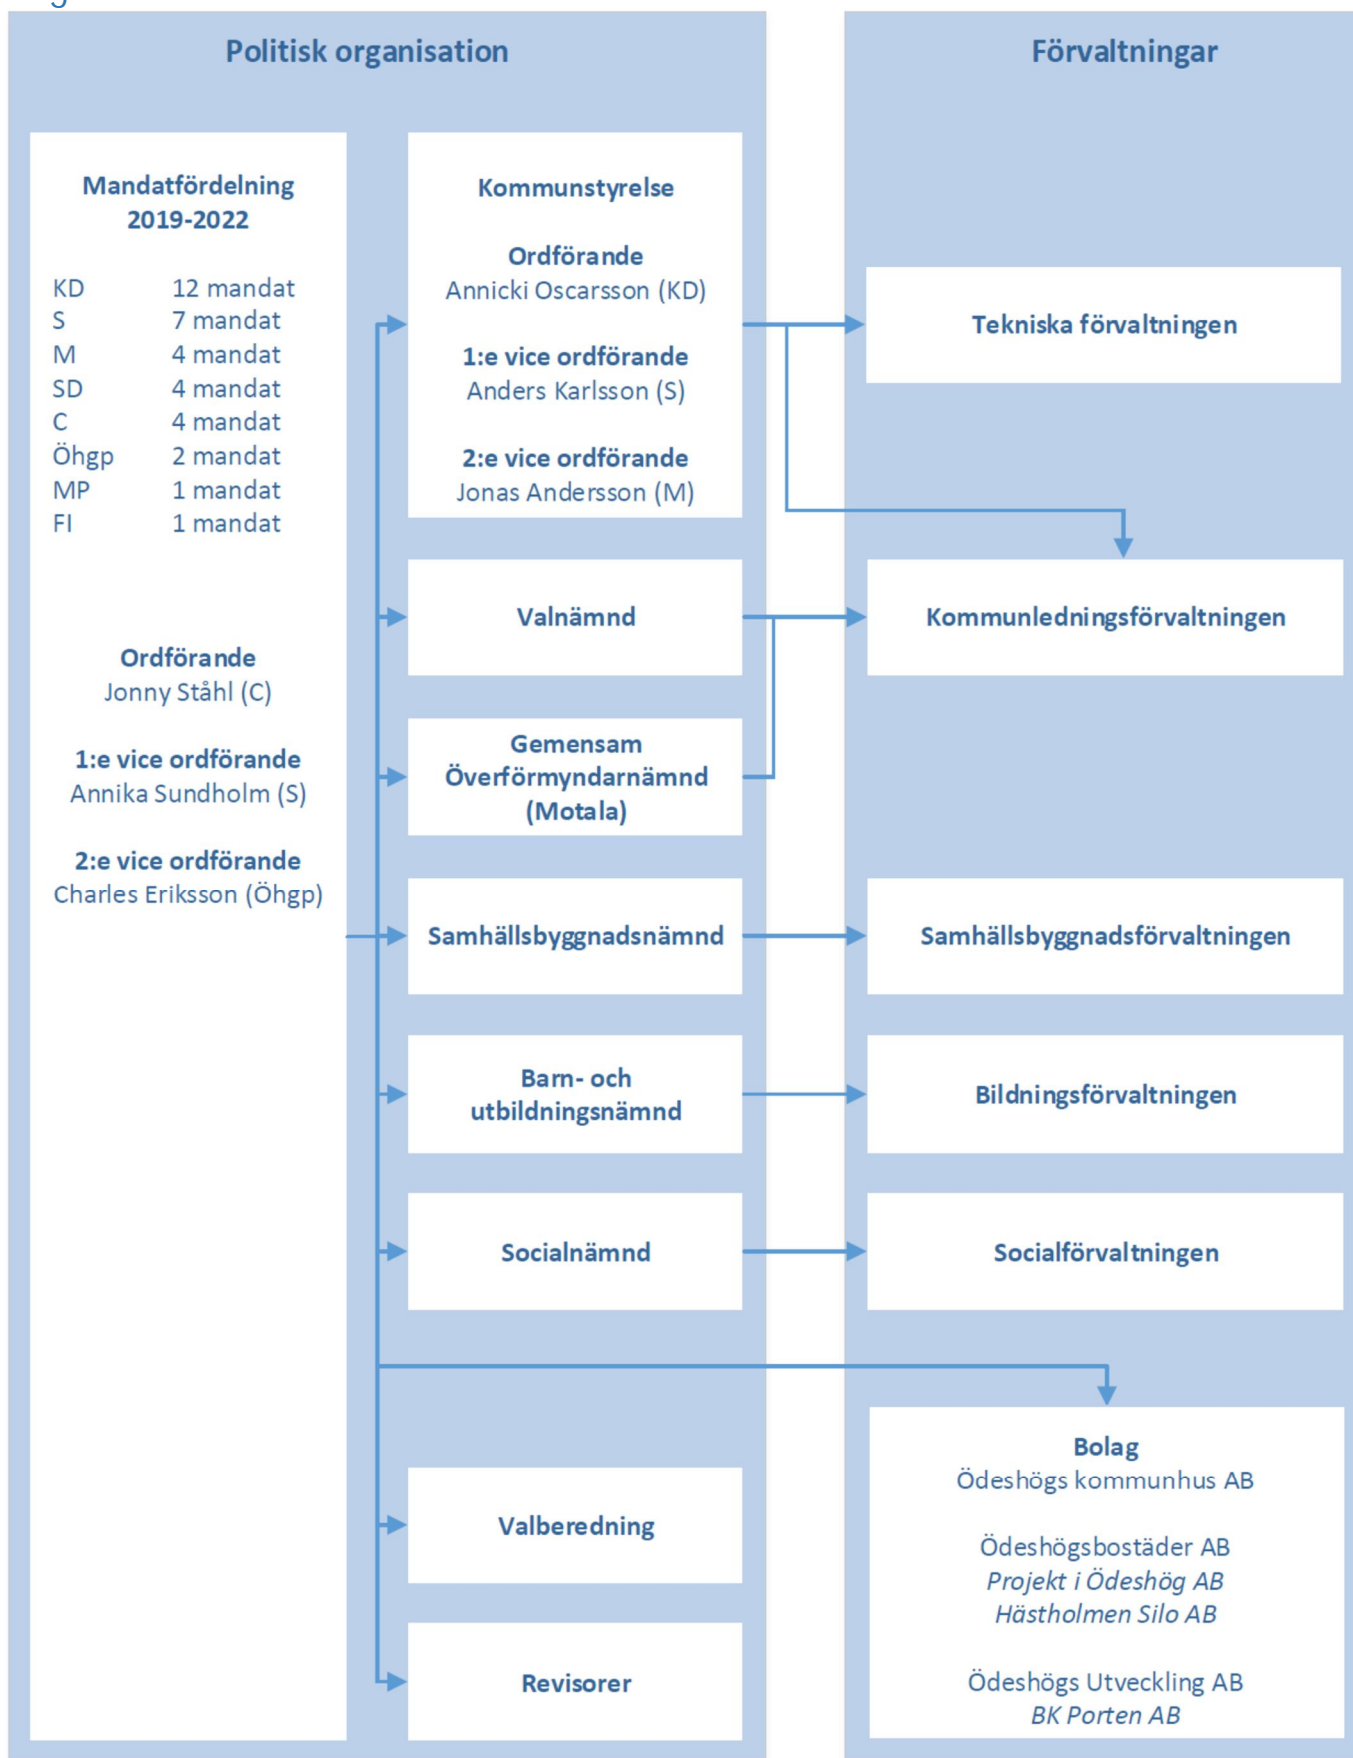 Politisk organisation
Mandatfördelning
2019-2022
KD 12 mandat
S 7 mandat
M 4 mandat
SD 4 mandat
C 4 mandat
Öhgp 2 mandat
MP 1 mandat
FI 1 mandat
Ordförande
Jonny Ståhl (C)
1:e vice ordförande
Annika Sundholm (S)
2:e vice ordförande
Charles Eriksson (Öhgp)
Kommunstyrelse
Ordförande
Annicki Oscarsson (KD)
1:e vice ordförande
Anders Karlsson (S)
2:e vice ordförande
Jonas Andersson (M)
Valnämnd
Gemensam
Överförmyndarnämnd
(Motala)
Samhällsbyggnadsnämnd
Barn- och
utbildningsnämnd
Socialnämnd
Valberedning
Revisorer
Förvaltningar
Tekniska förvaltningen
Kommunledningsförvaltningen
Samhällsbyggnadsförvaltningen
Bildningsförvaltningen
Socialförvaltningen
Bolag
Ödeshögs kommunhus AB
Ödeshögsbostäder AB
Projekt i Ödeshög AB
Hästholmen Silo AB
Ödeshögs Utveckling AB
BK Porten AB